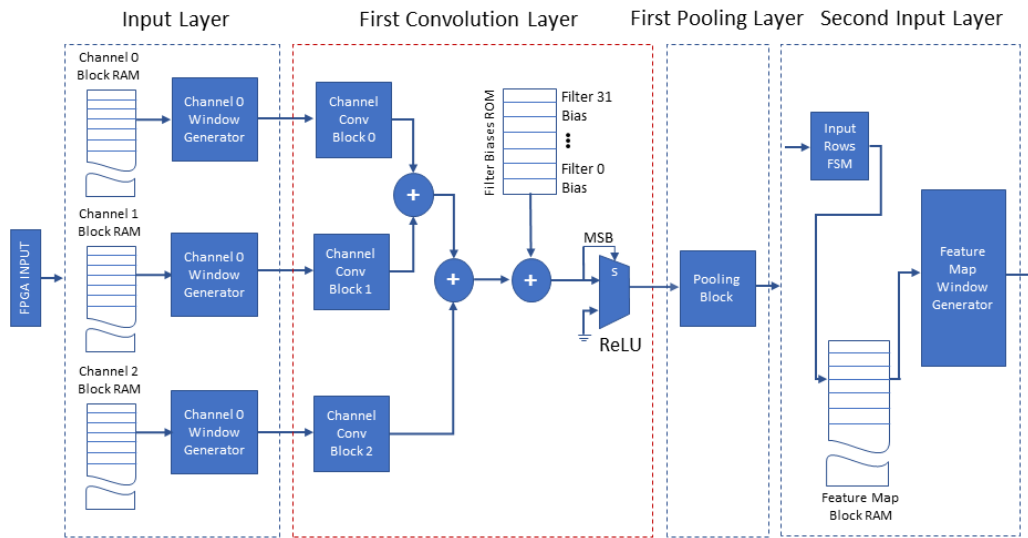 Input Layer
First Convolution Layer
First Pooling Layer
Second Input Layer
FPGA INPUT
Channel 0
Block RAM
Channel 0
Window
Generator
Channel 1
Block RAM
Channel 0
Window
Generator
Channel 2
Block RAM
Channel 0
Window
Generator
Channel
Conv
Block 0
Channel
Conv
Block 1
Channel
Conv
Block 2
+
+
+
Filter Biases ROM
Filter 31
Bias
Filter 0
Bias
MSB
S
ReLU
Pooling
Block
Input
Rows
FSM
Feature Map
Block RAM
Feature
Map
Window
Generator